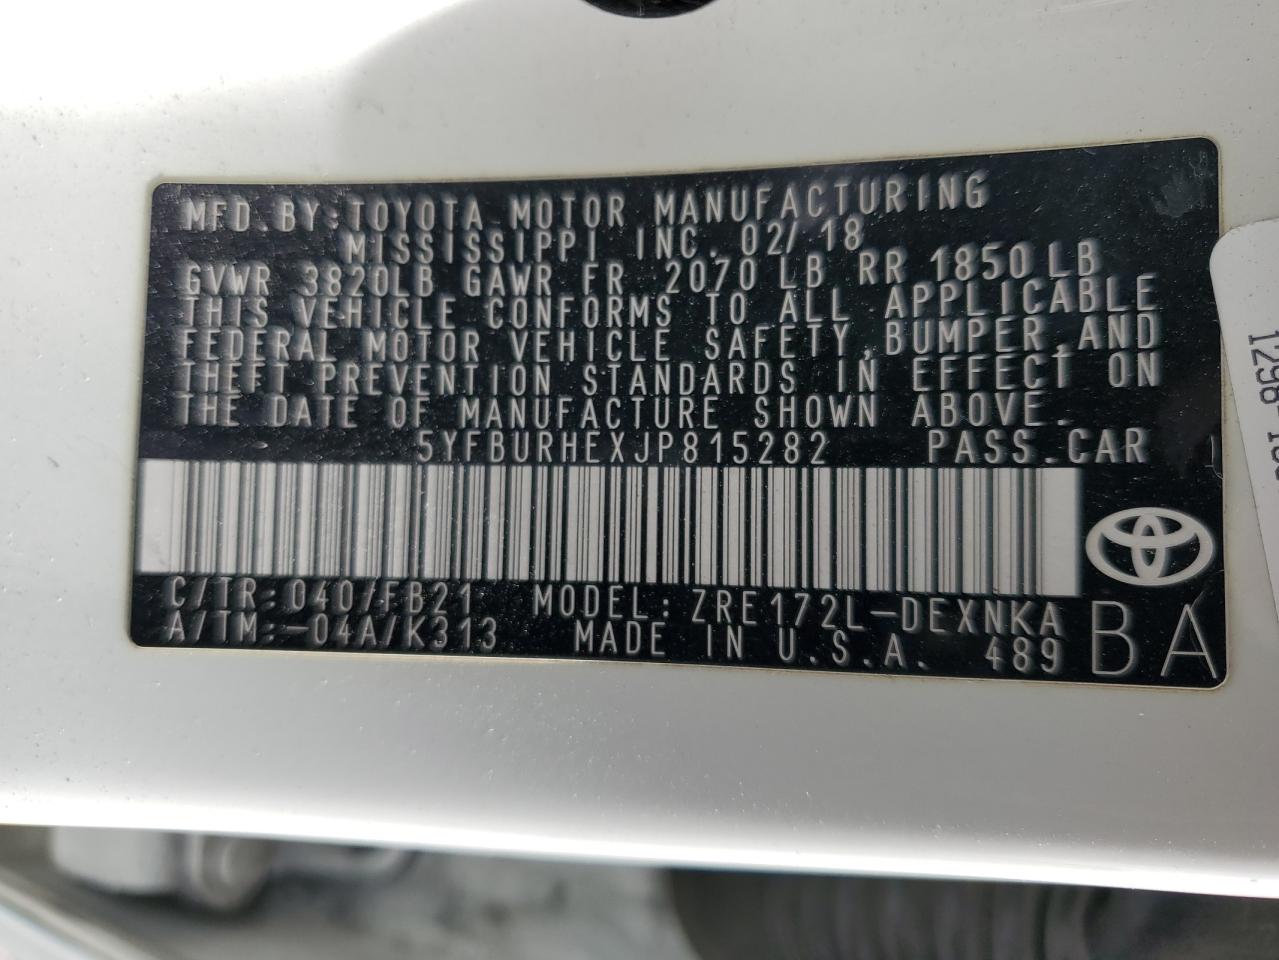 MFD.BY:TOYOTA MOTOR MANUFACTURING
MISSISSIPPI INC. 02/18
GVWR 3820LB GAWR FR 2070LB RR 1850LB
THIS VEHICLE CONFORMS TO ALL APPLICABLE
FEDERAL MOTOR VEHICLE SAFETY,BUMPER,AND
THEFT PREVENTION STANDARDS IN EFFECT ON
THE DATE OF MANUFACTURE SHOWN ABOVE.
5YFBURHEXJP815282 PASS.CAR
C/TR:040/FB21 MODEL:ZRE172L-DEXNKA
A/TM:-04A/K313 MADE IN U.S.A. 489 BA